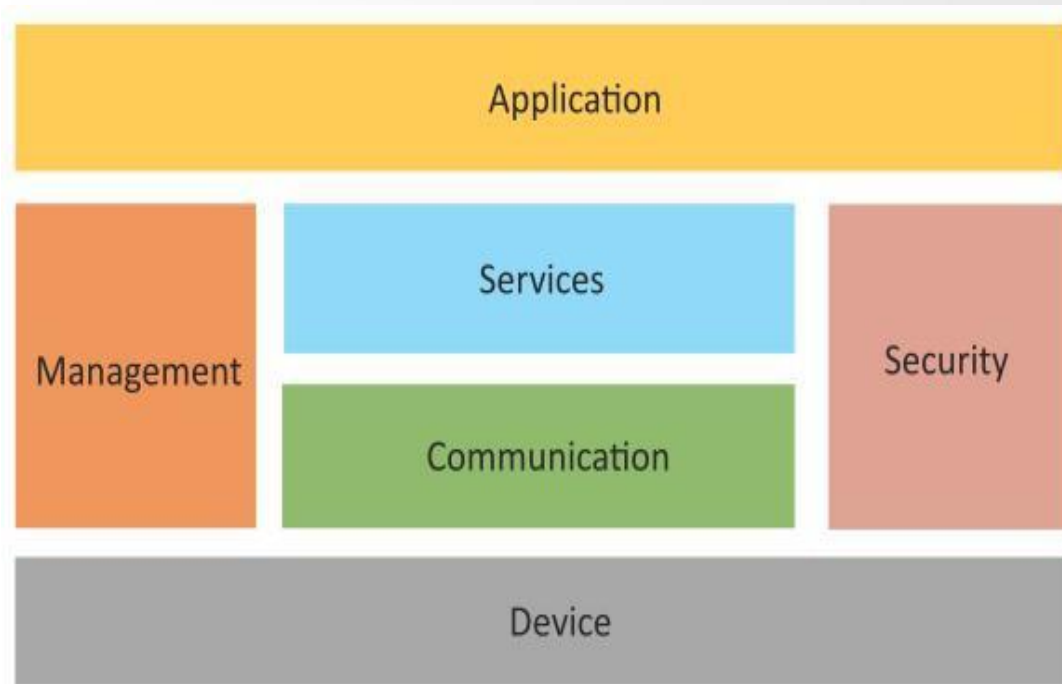 Application
Services
Management
Security
Communication
Device